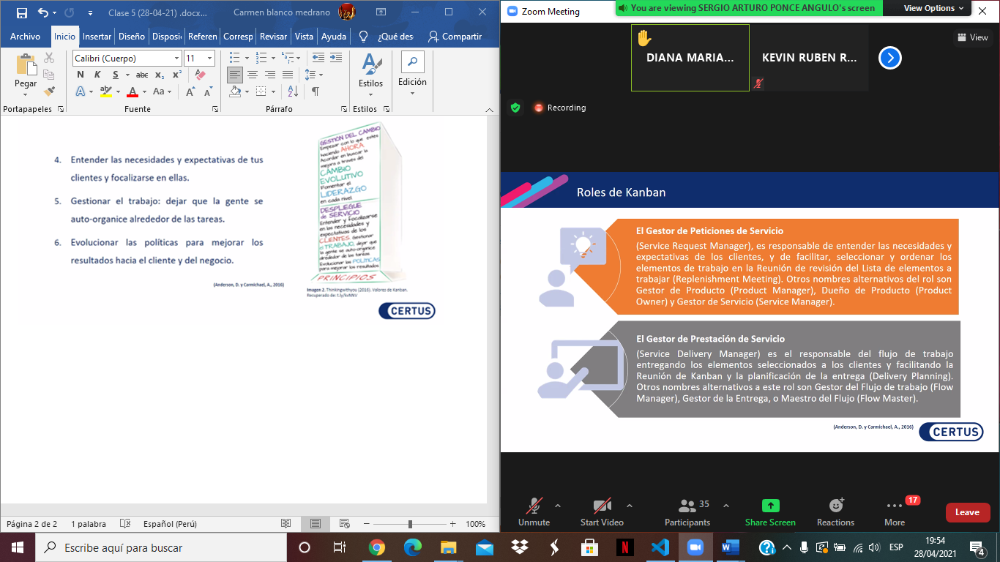 Clase 5 (28-04-21) .docx...
Carmen blanco medrano
Archivo
Inicio
Insertar
Diseño
Disposi
Referen
Corresp
Revisar
Vista
Ayuda
¿Qué des
Compartir
Pegar
Calibri (Cuerpo)
11
N K S abc x₂ x²
A aby A Aa A A
Estilos
Edición
Portapapeles
Fuente
Párrafo
Estilos
4. Entender las necesidades y expectativas de tus
clientes y focalizarse en ellas.
5. Gestionar el trabajo: dejar que la gente se
auto-organice alrededor de las tareas.
6. Evolucionar las políticas para mejorar los
resultados hacia el cliente y del negocio.
(Anderson, D. y Carmichael, A., 2016)
GESTIÓN DEL CAMBIO
Empezar con lo que estés
haciendo AHORA
Acordar en buscar la
mejora a través del
CAMBIO
EVOLUTIVO
Fomentar el
LIDERAZGO
en cada nivel
DESPLIEGUE
de SERVICIO
Entender y focalizarse
en las necesidades y
expectativas de los
CLIENTES. Gestionar
el TRABAJO, dejar que
la gente se auto-organice
alrededor de las tareas
Evolucionar las POLÍTICAS
para mejorar los resultados
PRINCIPIOS
Imagen 2. Thinkingwithyou (2016). Valores de Kanban.
Recuperado de:
CERTUS
Página 2 de 2
1 palabra
Español (Perú)
100%
Zoom Meeting
You are viewing SERGIO ARTURO PONCE ANGULO's screen
View Options
DIANA MARIA...
KEVIN RUBEN R...
View
Recording
Roles de Kanban
El Gestor de Peticiones de Servicio
(Service Request Manager), es responsable de entender las necesidades y
expectativas de los clientes, y de facilitar, seleccionar y ordenar los
elementos de trabajo en la Reunión de revisión del Lista de elementos a
trabajar (Replenishment Meeting). Otros nombres alternativos del rol son
Gestor de Producto (Product Manager), Dueño de Producto (Product
Owner) y Gestor de Servicio (Service Manager).
El Gestor de Prestación de Servicio
(Service Delivery Manager) es el responsable del flujo de trabajo
entregando los elementos seleccionados a los clientes y facilitando la
Reunión de Kanban y la planificación de la entrega (Delivery Planning).
Otros nombres alternativos a este rol son Gestor del Flujo de trabajo (Flow
Manager), Gestor de la Entrega, o Maestro del Flujo (Flow Master).
(Anderson, D. y Carmichael, A., 2016)
CERTUS
Unmute
Start Video
Participants
35
Share Screen
Reactions
More
17
Leave
Escribe aquí para buscar
ESP
19:54
28/04/2021
4